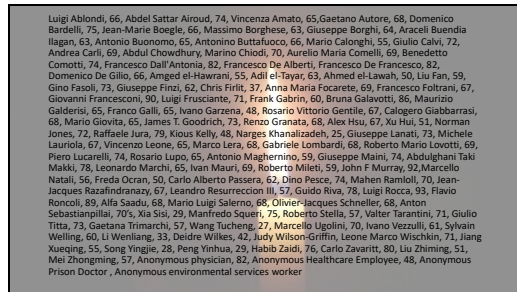 Luigi Ablondi, 66, Abdel Sattar Airoud, 74, Vincenza Amato, 65,Gaetano Autore, 68, Domenico
Bardelli, 75, Jean-Marie Boegle, 66, Massimo Borghese, 63, Giuseppe Borghi, 64, Araceli Buendia
Ilagan, 63, Antonio Buonomo, 65, Antonino Buttafuoco, 66, Mario Calonghi, 55, Giulio Calvi, 72,
Andrea Carli, 69, Abdul Chowdhury, Marino Chiodi, 70, Aurelio Maria Comelli, 69, Benedetto
Comotti, 74, Francesco Dall'Antonia, 82, Francesco De Alberti, Francesco De Francesco, 82,
Domenico De Gilio, 66, Amged el-Hawrani, 55, Adil el-Tayar, 63, Ahmed el-Lawah, 50, Liu Fan, 59,
Gino Fasoli, 73, Giuseppe Finzi, 62, Chris Firlit, 37, Anna Maria Focarete, 69, Francesco Foltrani, 67,
Giovanni Francesconi, 90, Luigi Frusciante, 71, Frank Gabrin, 60, Bruna Galavotti, 86, Maurizio
Galderisi, 65, Franco Galli, 65, Ivano Garzena, 48, Rosario Vittorio Gentile, 67, Calogero Giabbarrasi,
68, Mario Giovita, 65, James T. Goodrich, 73, Renzo Granata, 68, Alex Hsu, 67, Xu Hui, 51, Norman
Jones, 72, Raffaele Jura, 79, Kious Kelly, 48, Narges Khanalizadeh, 25, Giuseppe Lanati, 73, Michele
Lauriola, 67, Vincenzo Leone, 65, Marco Lera, 68, Gabriele Lombardi, 68, Roberto Mario Lovotti, 69,
Piero Lucarelli, 74, Rosario Lupo, 65, Antonio Maghernino, 59, Giuseppe Maini, 74, Abdulghani Taki
Makki, 78, Leonardo Marchi, 65, Ivan Mauri, 69, Roberto Mileti, 59, John F Murray, 92,Marcello
Natali, 56, Freda Ocran, 50, Carlo Alberto Passera, 62, Dino Pesce, 74, Mahen Ramloll, 70, Jean-
Jacques Razafindranazy, 67, Leandro Resurreccion III, 57, Guido Riva, 78, Luigi Rocca, 93, Flavio
Roncoli, 89, Alfa Saadu, 68, Mario Luigi Salerno, 68, Olivier-Jacques Schneller, 68, Anton
Sebastianpillai, 70's, Xia Sisi, 29, Manfredo Squeri, 75, Roberto Stella, 57, Valter Tarantini, 71, Giulio
Titta, 73, Gaetana Trimarchi, 57, Wang Tucheng, 27, Marcello Ugolini, 70, Ivano Vezzulli, 61, Sylvain
Welling, 60, Li Wenliang, 33, Deidre Wilkes, 42, Judy Wilson-Griffin, Leone Marco Wischkin, 71, Jiang
Xueqing, 55, Song Yingjie, 28, Peng Yinhua, 29, Habib Zaidi, 76, Carlo Zavaritt, 80, Liu Zhiming, 51,
Mei Zhongming, 57, Anonymous physician, 82, Anonymous Healthcare Employee, 48, Anonymous
Prison Doctor , Anonymous environmental services worker